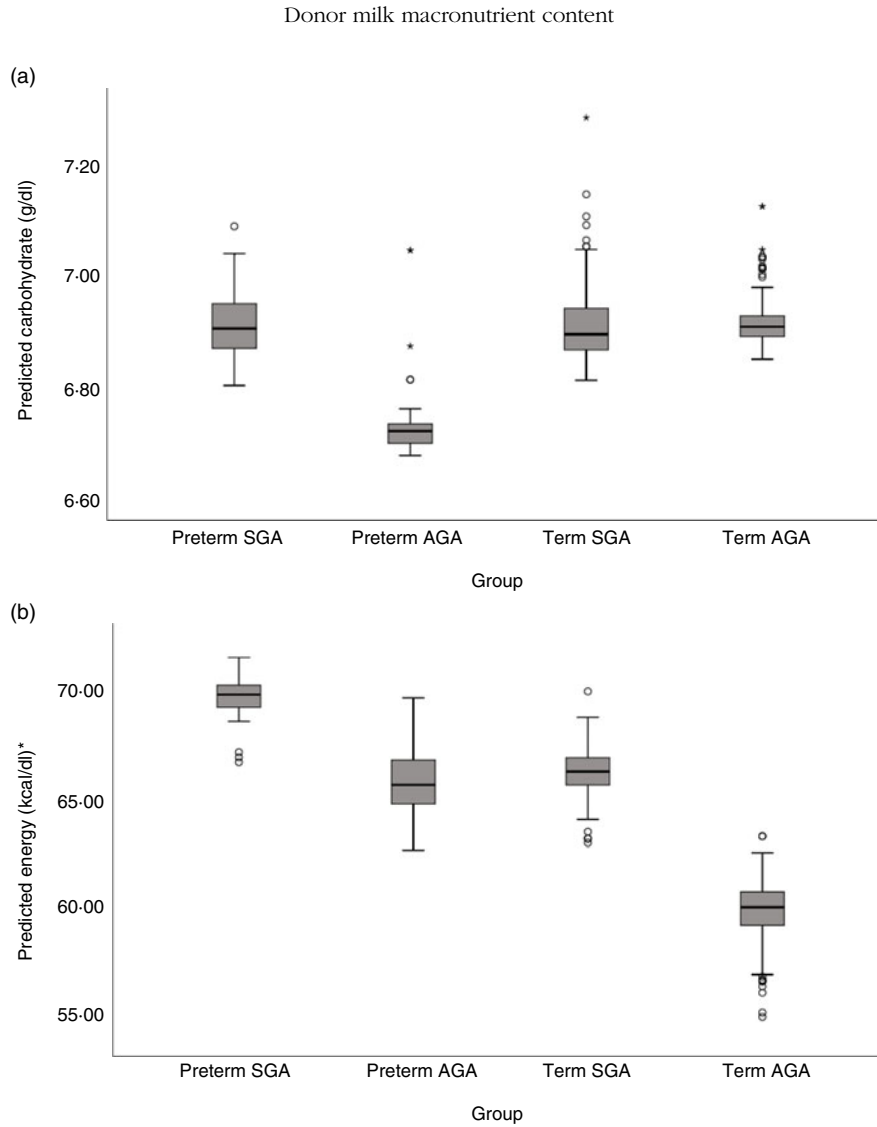 Donor milk macronutrient content
(a)
Predicted carbohydrate (g/dl)
7·20
7·00
6·80
6·60
Preterm SGA Preterm AGA Term SGA Term AGA
Group
(b)
Predicted energy (kcal/dl)*
70·00
65·00
60·00
55·00
Preterm SGA Preterm AGA Term SGA Term AGA
Group